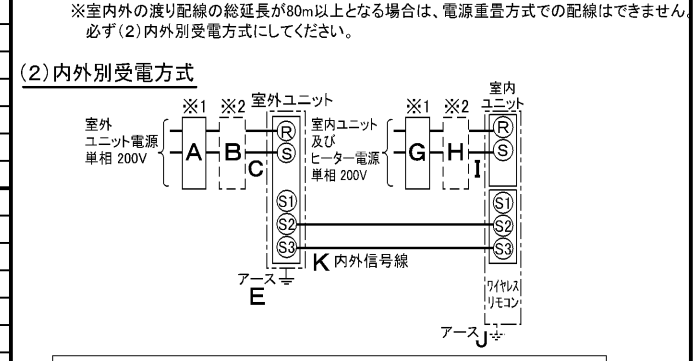 ※室内外の渡り配線の総延長が80m以上となる場合は、電源重畳方式での配線はできません。
必ず(2)内外別受電方式にしてください。
(2)内外別受電方式
※1 ※2 室外ユニット
室外
ユニット電源
単相 200V
A B C
R
S
S1
S2
S3
アース
E
※1 ※2
室内
ユニット
室内ユニット
及び
ヒーター電源
単相 200V
G H I
R
S
S1
S2
S3
K 内外信号線
ワイヤレス
リモコン
アース J